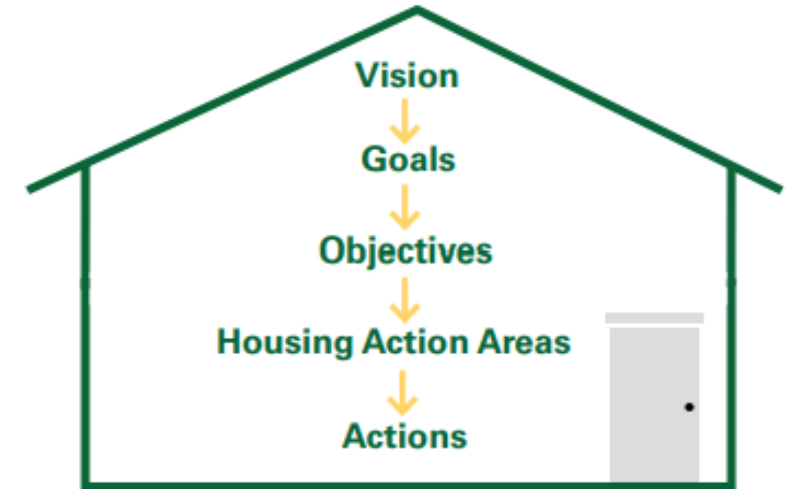 Vision
Goals
Objectives
Housing Action Areas
Actions